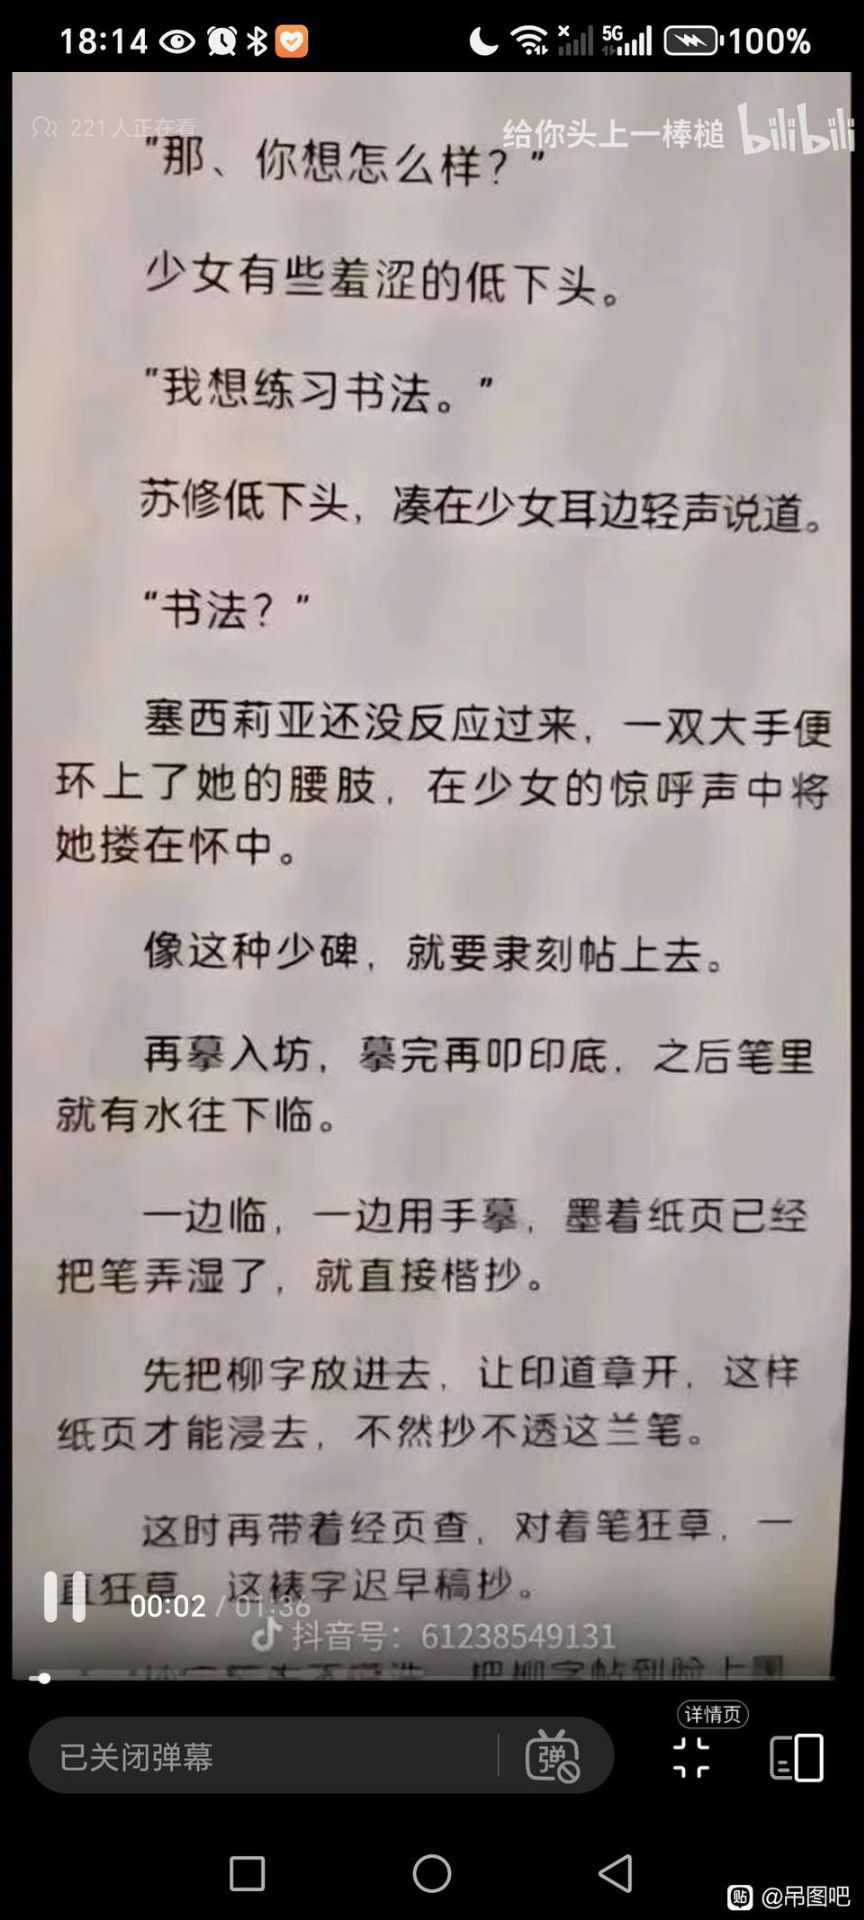 18:14
5G
100%
221人正在看
给你头上一棒槌 bilibili
"那、你想怎么样？"
少女有些羞涩的低下头。
"我想练习书法。"
苏修低下头，凑在少女耳边轻声说道。
"书法？"
塞西莉亚还没反应过来，一双大手便
环上了她的腰肢，在少女的惊呼声中将
她搂在怀中。
像这种少碑，就要隶刻帖上去。
再摹入坊，摹完再叩印底，之后笔里
就有水往下临。
一边临，一边用手摹，墨着纸页已经
把笔弄湿了，就直接楷抄。
先把柳字放进去，让印道章开，这样
纸页才能浸去，不然抄不透这兰笔。
这时再带着经页查，对着笔狂草，一
直狂草，这裱字迟早稿抄。
00:02 / 01:36
抖音号：61238549131
把柳字帖到脸上
已关闭弹幕
弹
详情页
贴 @吊图吧